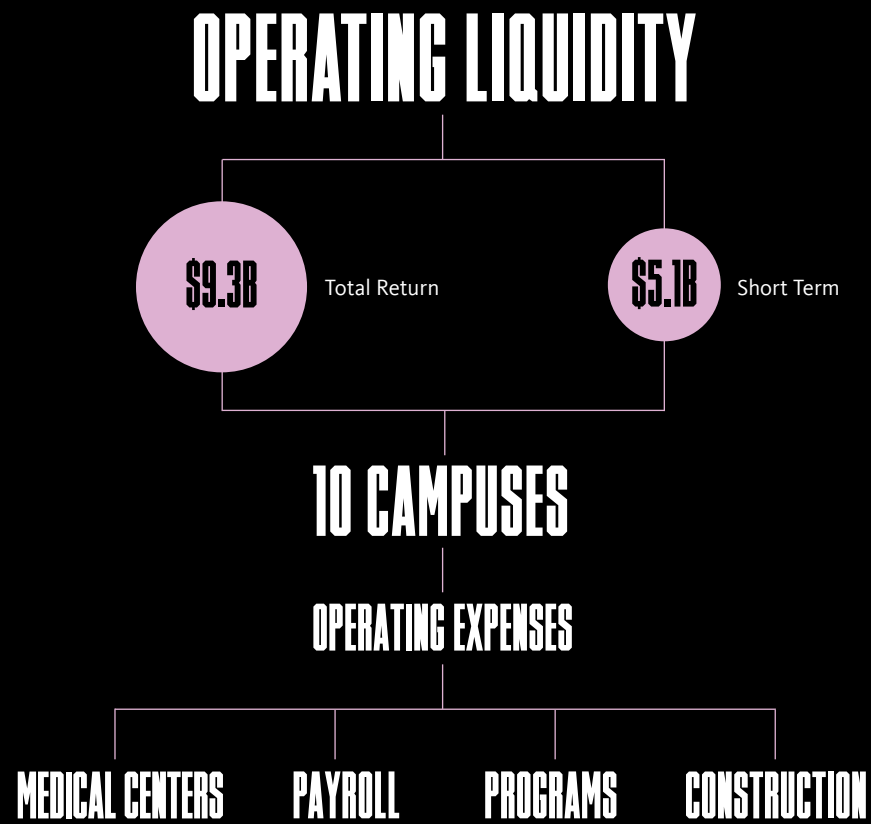 OPERATING LIQUIDITY
$9.3B
Total Return
$5.1B
Short Term
10 CAMPUSES
OPERATING EXPENSES
MEDICAL CENTERS
PAYROLL
PROGRAMS
CONSTRUCTION